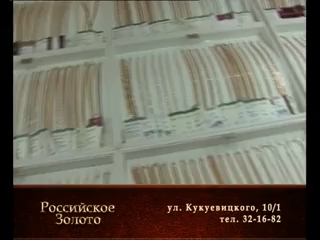 Российское
Золото
ул. Кукуевицкого, 10/1
тел. 32-16-82